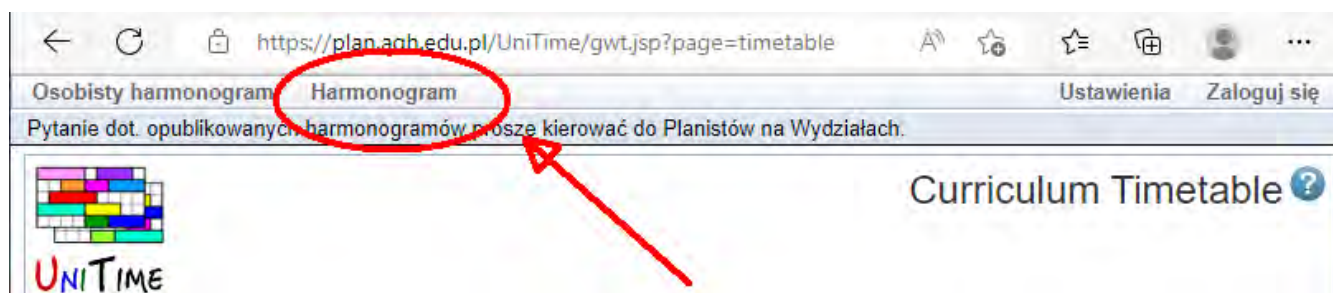 https://plan.agh.edu.pl/UniTime/gwt.jsp?page=timetable
Osobisty harmonogram Harmonogram Ustawienia Zaloguj się
Pytanie dot. opublikowanych harmonogramów proszę kierować do Planistów na Wydziałach.
Curriculum Timetable ?
UNITIME